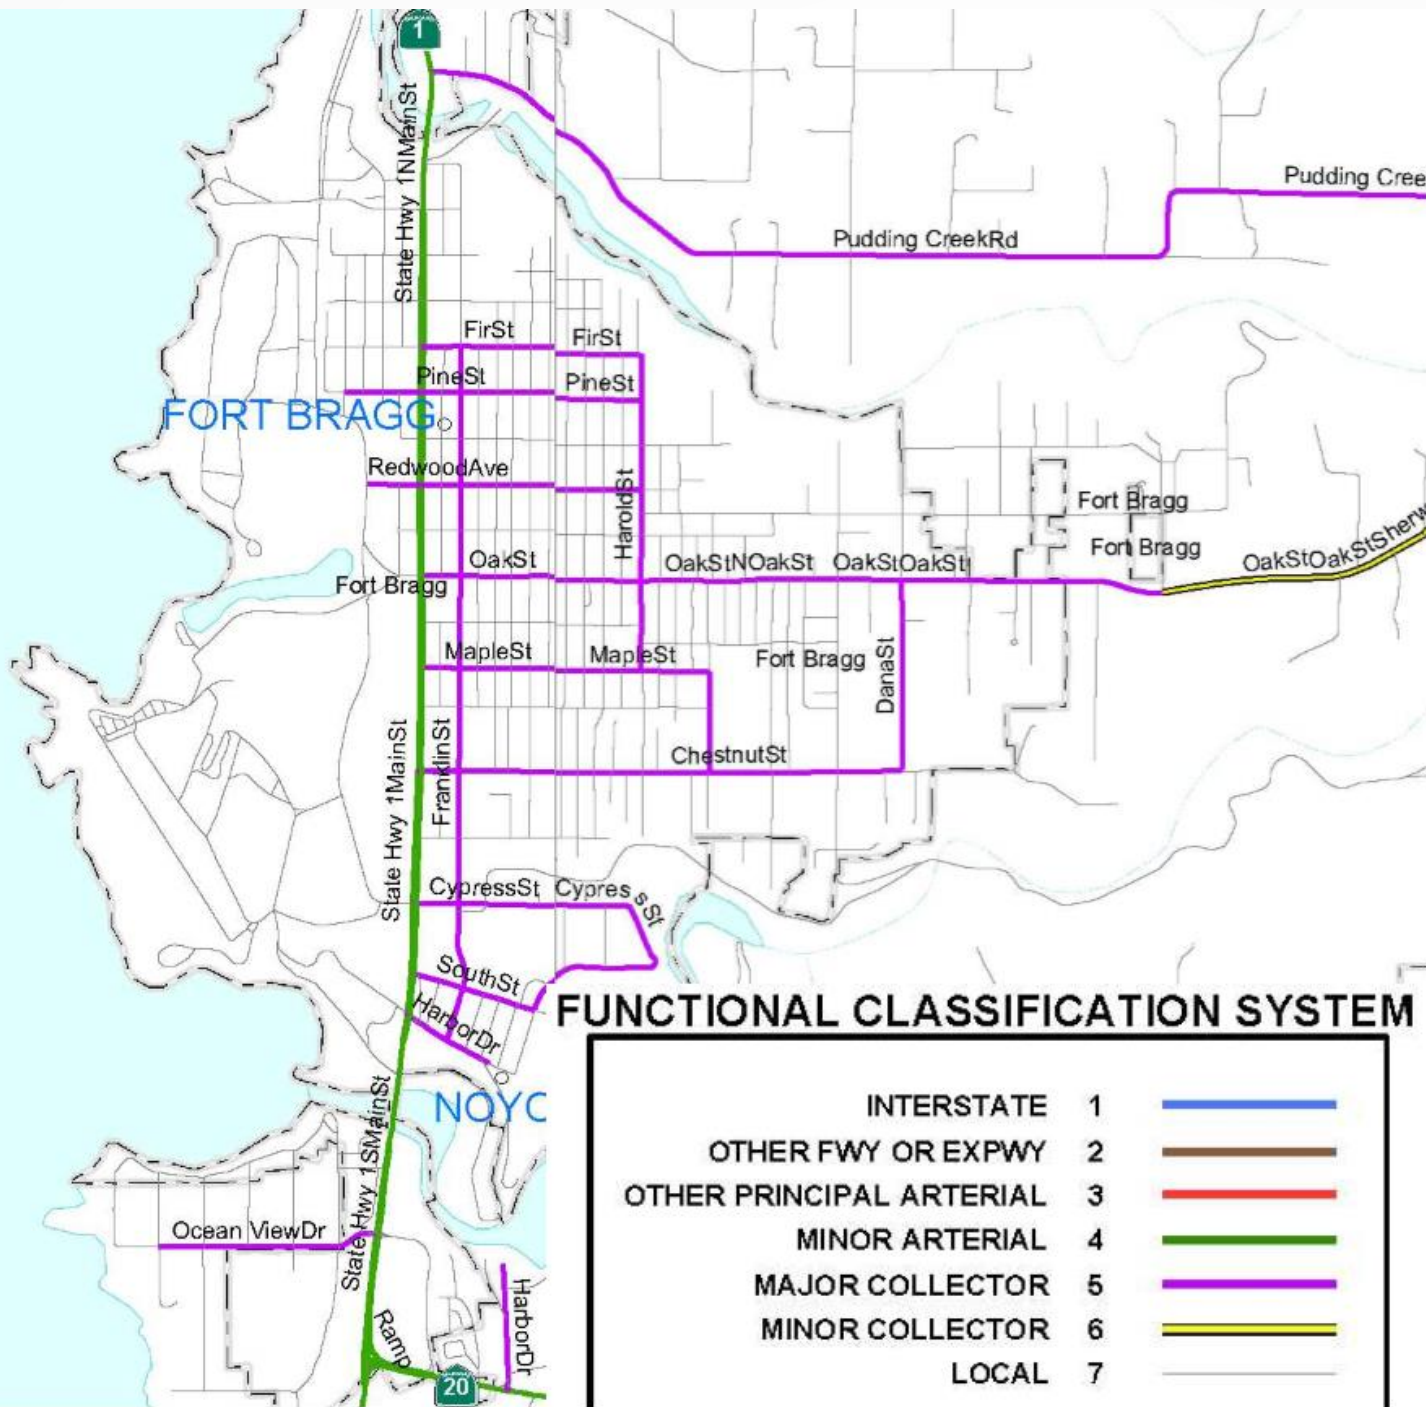 1
State Hwy 1NMainSt
Pudding Cree
Pudding CreekRd
FirSt
FirSt
PineSt
PineSt
FORT BRAGG
RedwoodAve
HaroldSt
Fort Bragg
Fort Bragg
OakSt
OakStNOakSt
OakStOakSt
OakStOakStSherw
Fort Bragg
MapleSt
MapleSt
Fort Bragg
DanaSt
State Hwy 1MainSt
FranklinSt
ChestnutSt
CypressSt
CypressSt
SouthSt
HarborDr
NOYO
State Hwy 1SMainSt
Ocean ViewDr
HarborDr
Ramp
20
FUNCTIONAL CLASSIFICATION SYSTEM
INTERSTATE 1
OTHER FWY OR EXPWY 2
OTHER PRINCIPAL ARTERIAL 3
MINOR ARTERIAL 4
MAJOR COLLECTOR 5
MINOR COLLECTOR 6
LOCAL 7